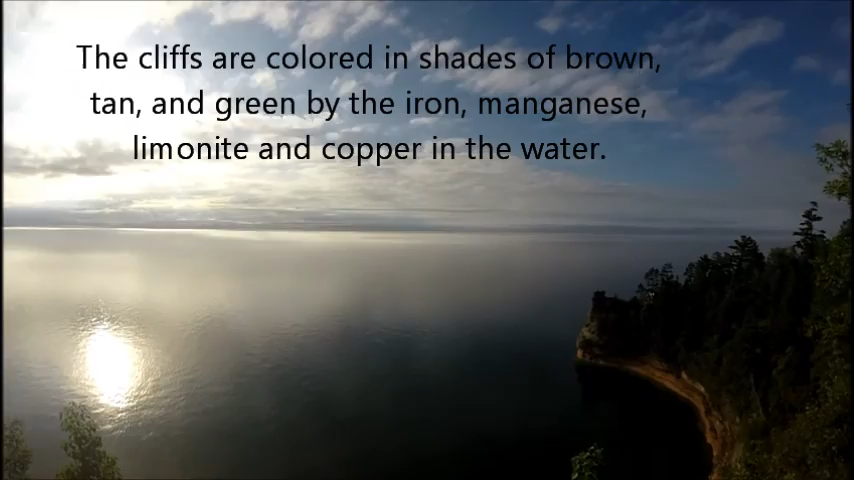 The cliffs are colored in shades of brown,
tan, and green by the iron, manganese,
limonite and copper in the water.